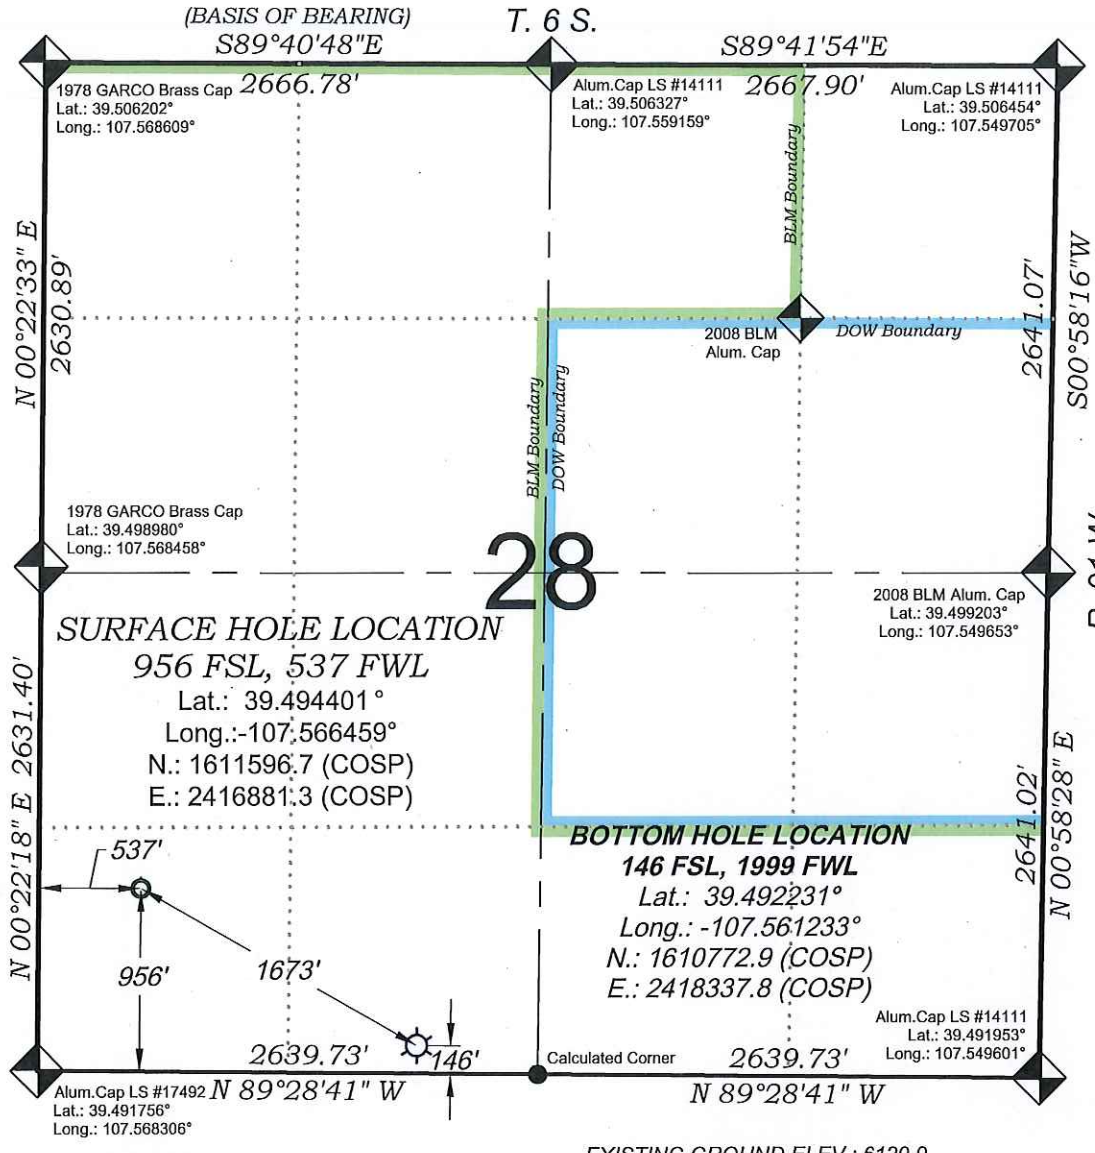 (BASIS OF BEARING)
T. 6 S.
S89°40'48"E
S89°41'54"E
1978 GARCO Brass Cap
Lat.: 39.506202°
Long.: 107.568609°
2666.78'
Alum.Cap LS #14111
Lat.: 39.506327°
Long.: 107.559159°
2667.90'
Alum.Cap LS #14111
Lat.: 39.506454°
Long.: 107.549705°
BLM Boundary
N 00°22'33" E
2630.89'
2641.07'
S00°58'16"W
2008 BLM
Alum. Cap
DOW Boundary
BLM Boundary
DOW Boundary
1978 GARCO Brass Cap
Lat.: 39.498980°
Long.: 107.568458°
28
2008 BLM Alum. Cap
Lat.: 39.499203°
Long.: 107.549653°
SURFACE HOLE LOCATION
956 FSL, 537 FWL
Lat.: 39.494401°
Long.:-107.566459°
N.: 1611596.7 (COSP)
E.: 2416881.3 (COSP)
N 00°22'18" E 2631.40'
2641.02'
N 00°58'28" E
BOTTOM HOLE LOCATION
146 FSL, 1999 FWL
Lat.: 39.492231°
Long.: -107.561233°
N.: 1610772.9 (COSP)
E.: 2418337.8 (COSP)
537'
956'
1673'
146'
2639.73'
N 89°28'41" W
Calculated Corner
2639.73'
N 89°28'41" W
Alum.Cap LS #14111
Lat.: 39.491953°
Long.: 107.549601°
Alum.Cap LS #17492
Lat.: 39.491756°
Long.: 107.568306°